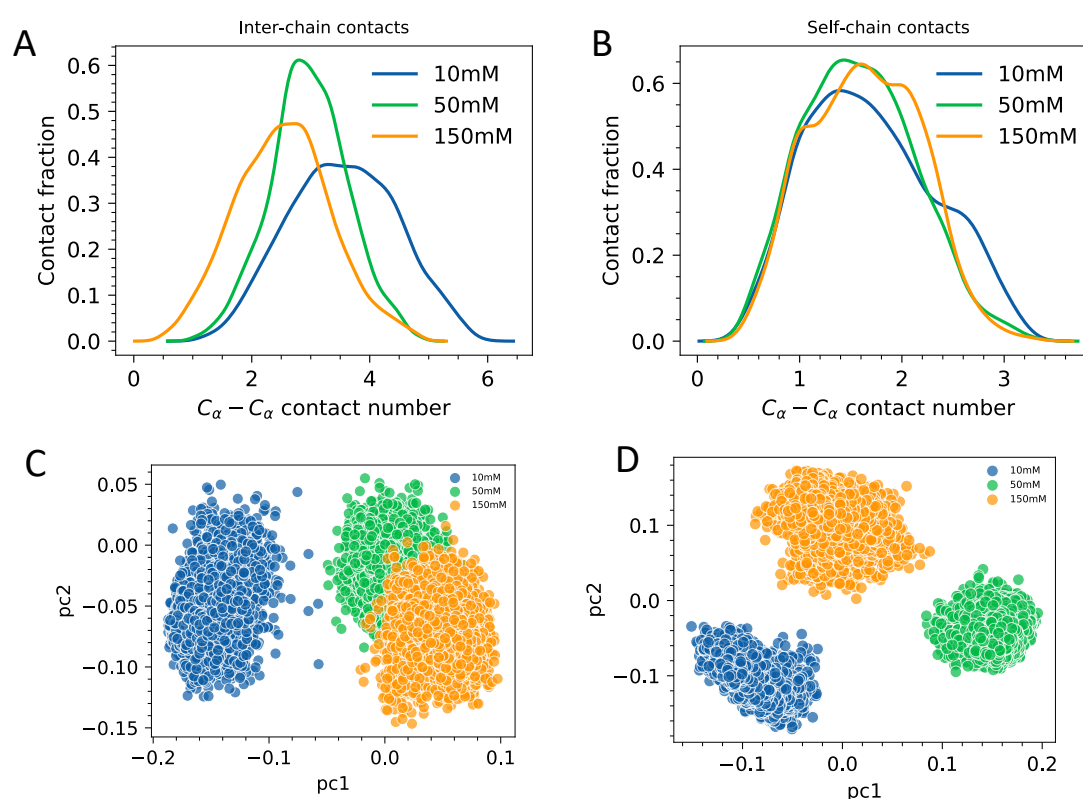 A
Inter-chain contacts
0.6
0.5
0.4
0.3
0.2
0.1
0.0
Contact fraction
10mM
50mM
150mM
0
2
4
6
Cα − Cα contact number
B
Self-chain contacts
0.6
0.4
0.2
0.0
Contact fraction
10mM
50mM
150mM
0
1
2
3
Cα − Cα contact number
C
0.05
0.00
−0.05
−0.10
−0.15
pc2
10mM
50mM
150mM
−0.2
−0.1
0.0
0.1
pc1
D
0.1
0.0
−0.1
pc2
10mM
50mM
150mM
−0.1
0.0
0.1
0.2
pc1